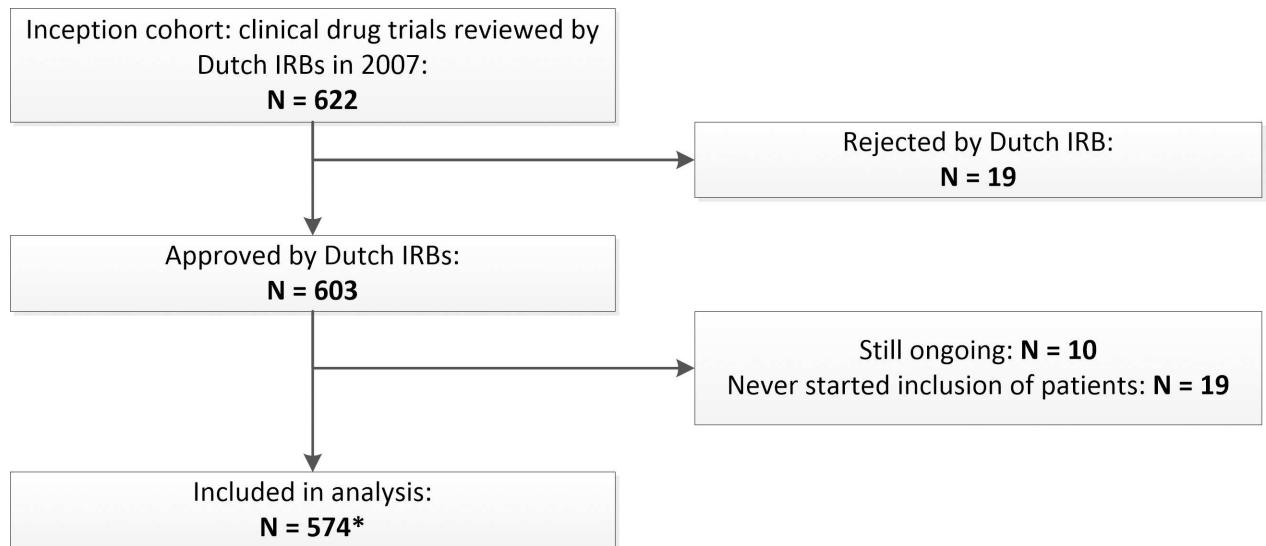 Inception cohort: clinical drug trials reviewed by
Dutch IRBs in 2007:
N = 622
Rejected by Dutch IRB:
N = 19
Approved by Dutch IRBs:
N = 603
Still ongoing: N = 10
Never started inclusion of patients: N = 19
Included in analysis:
N = 574*